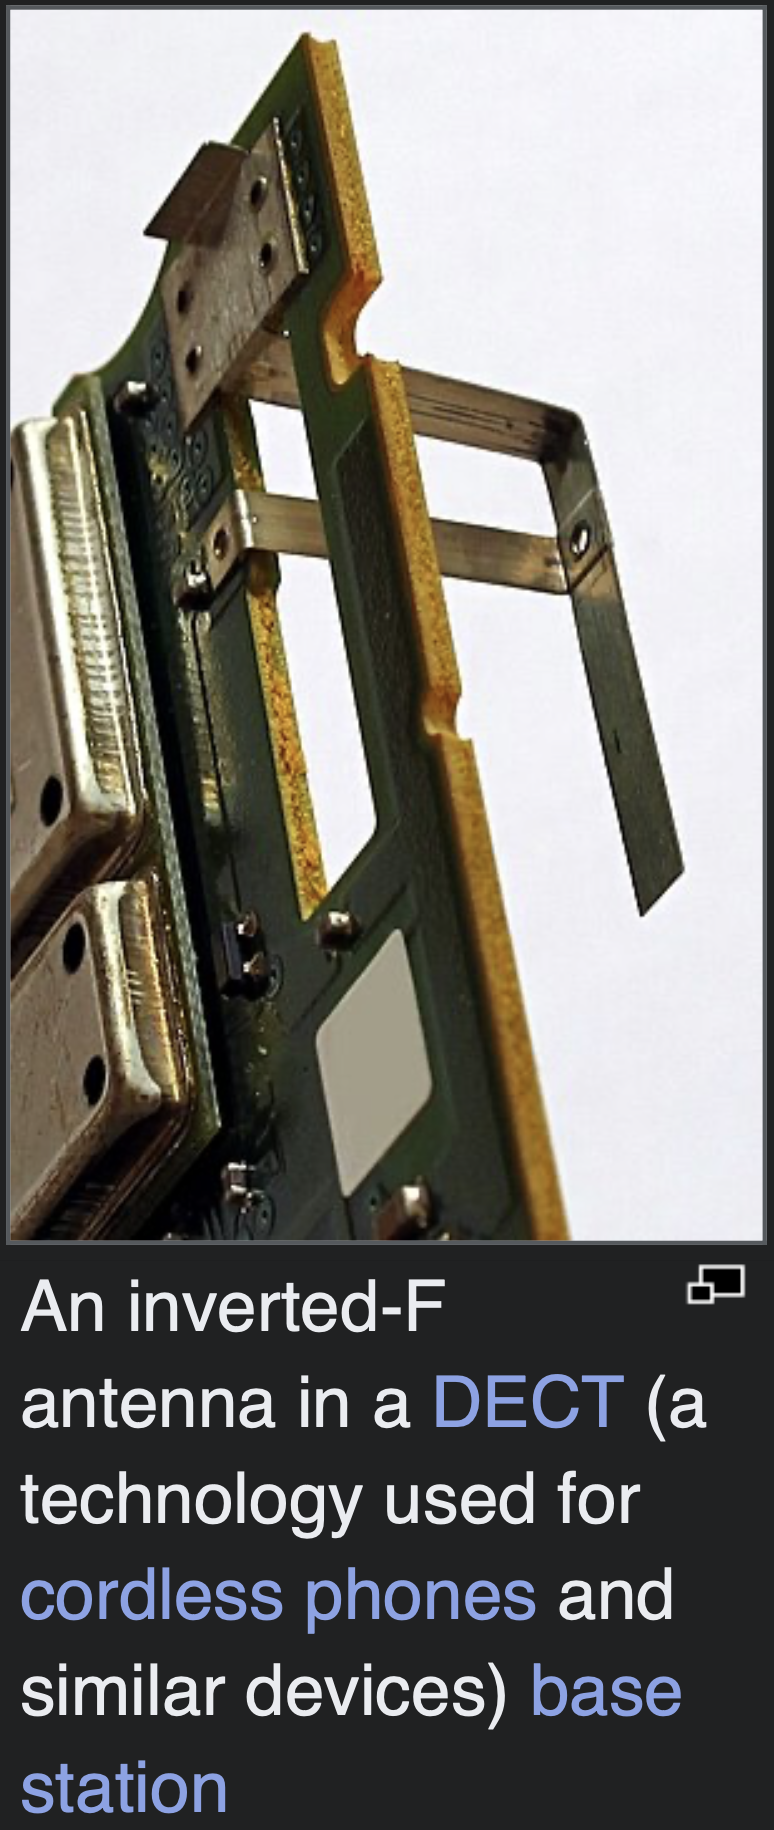 An inverted-F
antenna in a DECT (a
technology used for
cordless phones and
similar devices) base
station